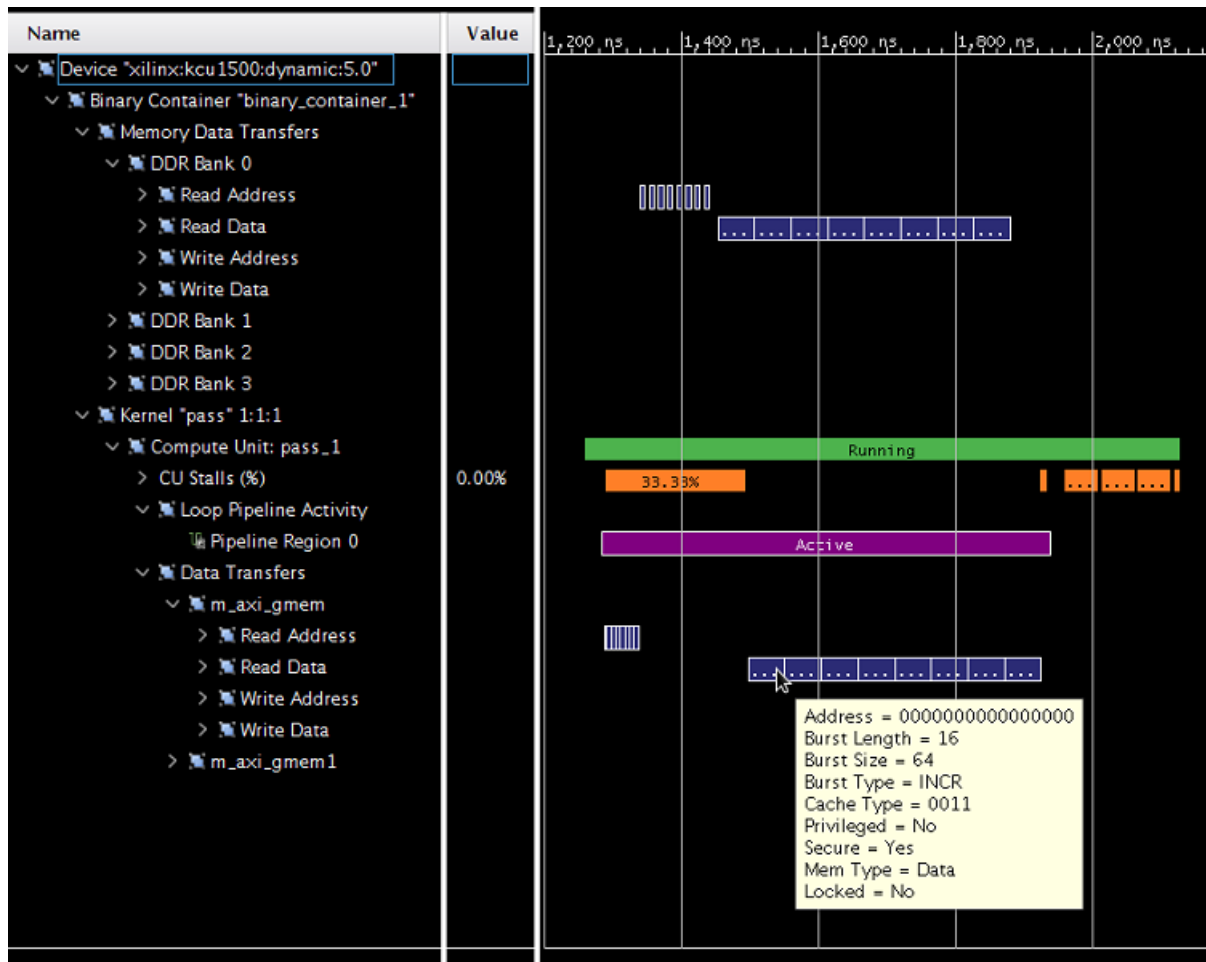 Name Value
1,200 ns 1,400 ns 1,600 ns 1,800 ns 2,000 ns
Device "xilinx:kcu1500:dynamic:5.0"
Binary Container "binary_container_1"
Memory Data Transfers
DDR Bank 0
Read Address
Read Data ... ... ... ... ... ... ... ...
Write Address
Write Data
DDR Bank 1
DDR Bank 2
DDR Bank 3
Kernel "pass" 1:1:1
Compute Unit: pass_1 Running
CU Stalls (%) 0.00% 33.33% ... ... ...
Loop Pipeline Activity
Pipeline Region 0 Active
Data Transfers
m_axi_gmem
Read Address
Read Data ... ... ... ... ... ... ... ...
Write Address
Write Data
m_axi_gmem1
Address = 0000000000000000
Burst Length = 16
Burst Size = 64
Burst Type = INCR
Cache Type = 0011
Privileged = No
Secure = Yes
Mem Type = Data
Locked = No